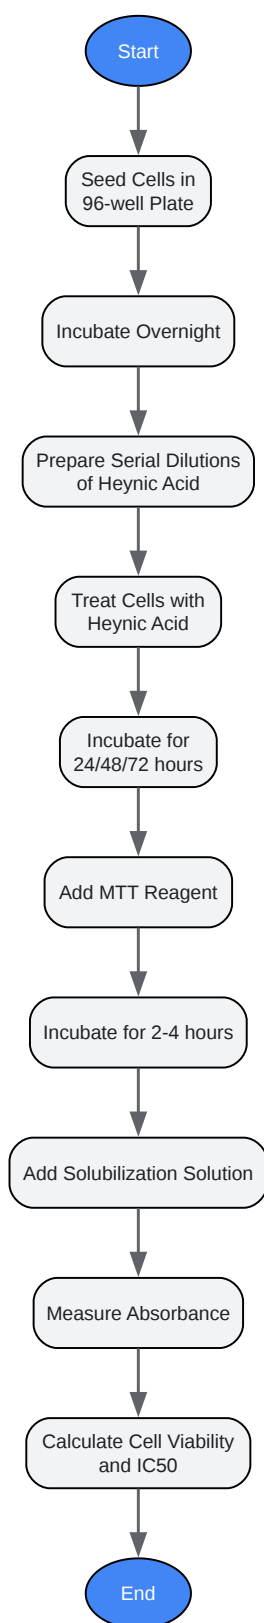 Start
Seed Cells in
96-well Plate
Incubate Overnight
Prepare Serial Dilutions
of Heynic Acid
Treat Cells with
Heynic Acid
Incubate for
24/48/72 hours
Add MTT Reagent
Incubate for 2-4 hours
Add Solubilization Solution
Measure Absorbance
Calculate Cell Viability
and IC50
End